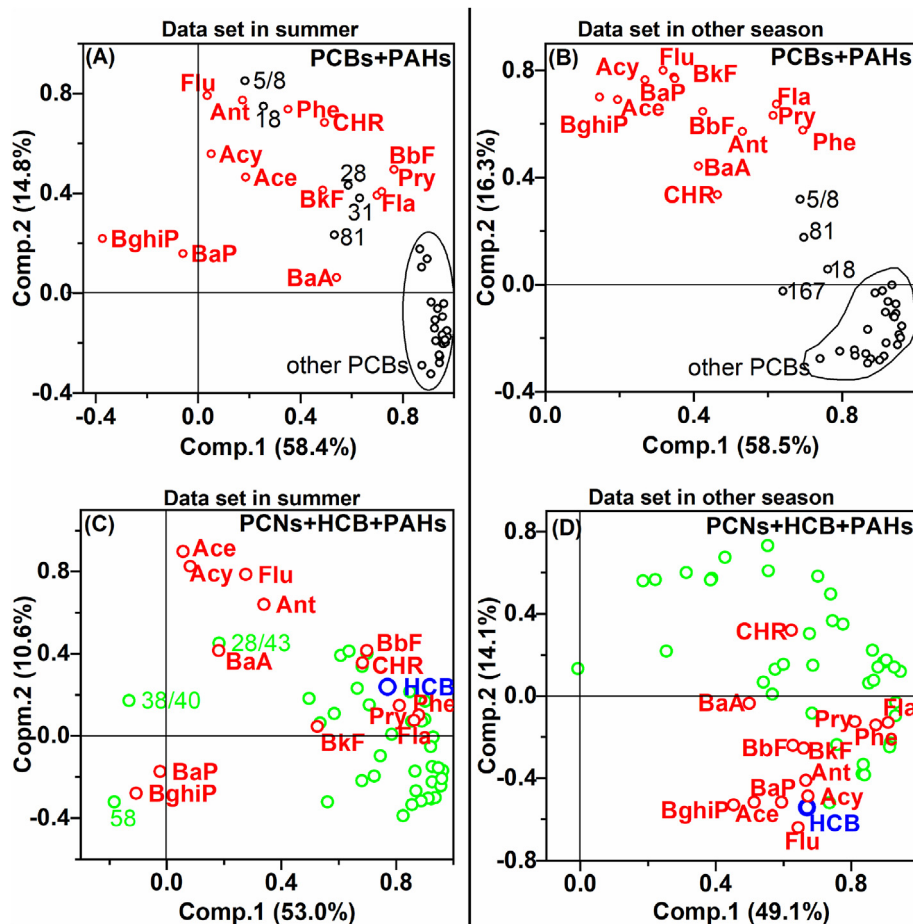 Data set in summer
(A)
PCBs+PAHs
Comp.2 (14.8%)
0.8
0.4
0.0
-0.4
Flu
5/8
Ant
18
Phe
CHR
Acy
Ace
28
BbF
Pry
BkF
31
Fla
81
BghiP
BaP
BaA
other PCBs
-0.4
0.0
0.4
0.8
Comp.1 (58.4%)
Data set in other season
(B)
PCBs+PAHs
Comp.2 (16.3%)
0.8
0.4
0.0
-0.4
Flu
Acy
BkF
BaP
Fla
Ace
BghiP
Pry
BbF
Ant
Phe
BaA
CHR
5/8
81
18
167
other PCBs
0.0
0.4
0.8
Comp.1 (58.5%)
Data set in summer
(C)
PCNs+HCB+PAHs
Copm.2 (10.6%)
0.8
0.4
0.0
-0.4
Ace
Acy
Flu
Ant
28/43
BbF
BaA
CHR
HCB
38/40
Phe
Pry
BkF
Fla
BaP
BghiP
58
0.0
0.4
0.8
Comp.1 (53.0%)
Data set in other season
(D)
PCNs+HCB+PAHs
Comp.2 (14.1%)
0.8
0.4
0.0
-0.4
-0.8
CHR
BaA
Fla
Pry
Phe
BbF
BkF
Ant
BaP
Acy
BghiP
Ace
HCB
Flu
0.0
0.4
0.8
Comp.1 (49.1%)